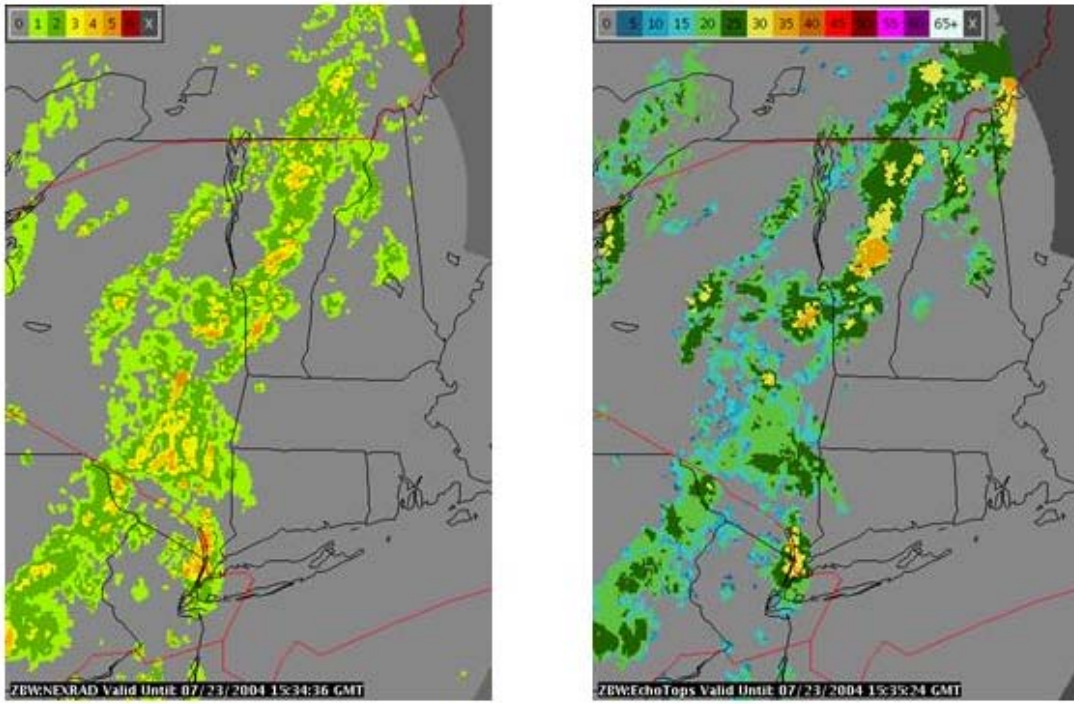 0 1 2 3 4 5 X
0 5 10 15 20 25 30 35 40 45 50 55 65+ X
ZBW:NEXRAD Valid Until: 07/23/2004 15:34:36 GMT
ZBW:EchoTops Valid Until: 07/23/2004 15:35:24 GMT